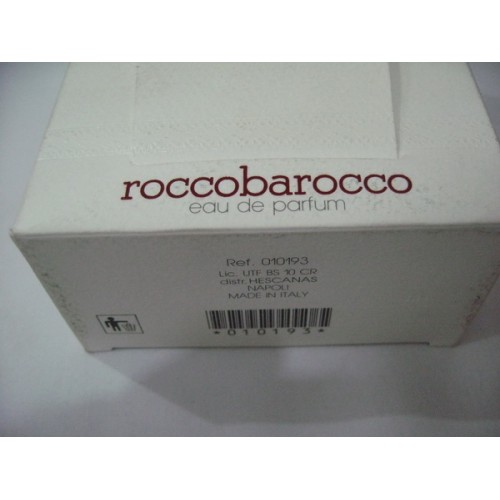 roccobarocco
eau de parfum
Ref. 010193
Lic. UTF BS 10 CR
distr. HESCANAS
NAPOLI
MADE IN ITALY
*010193*